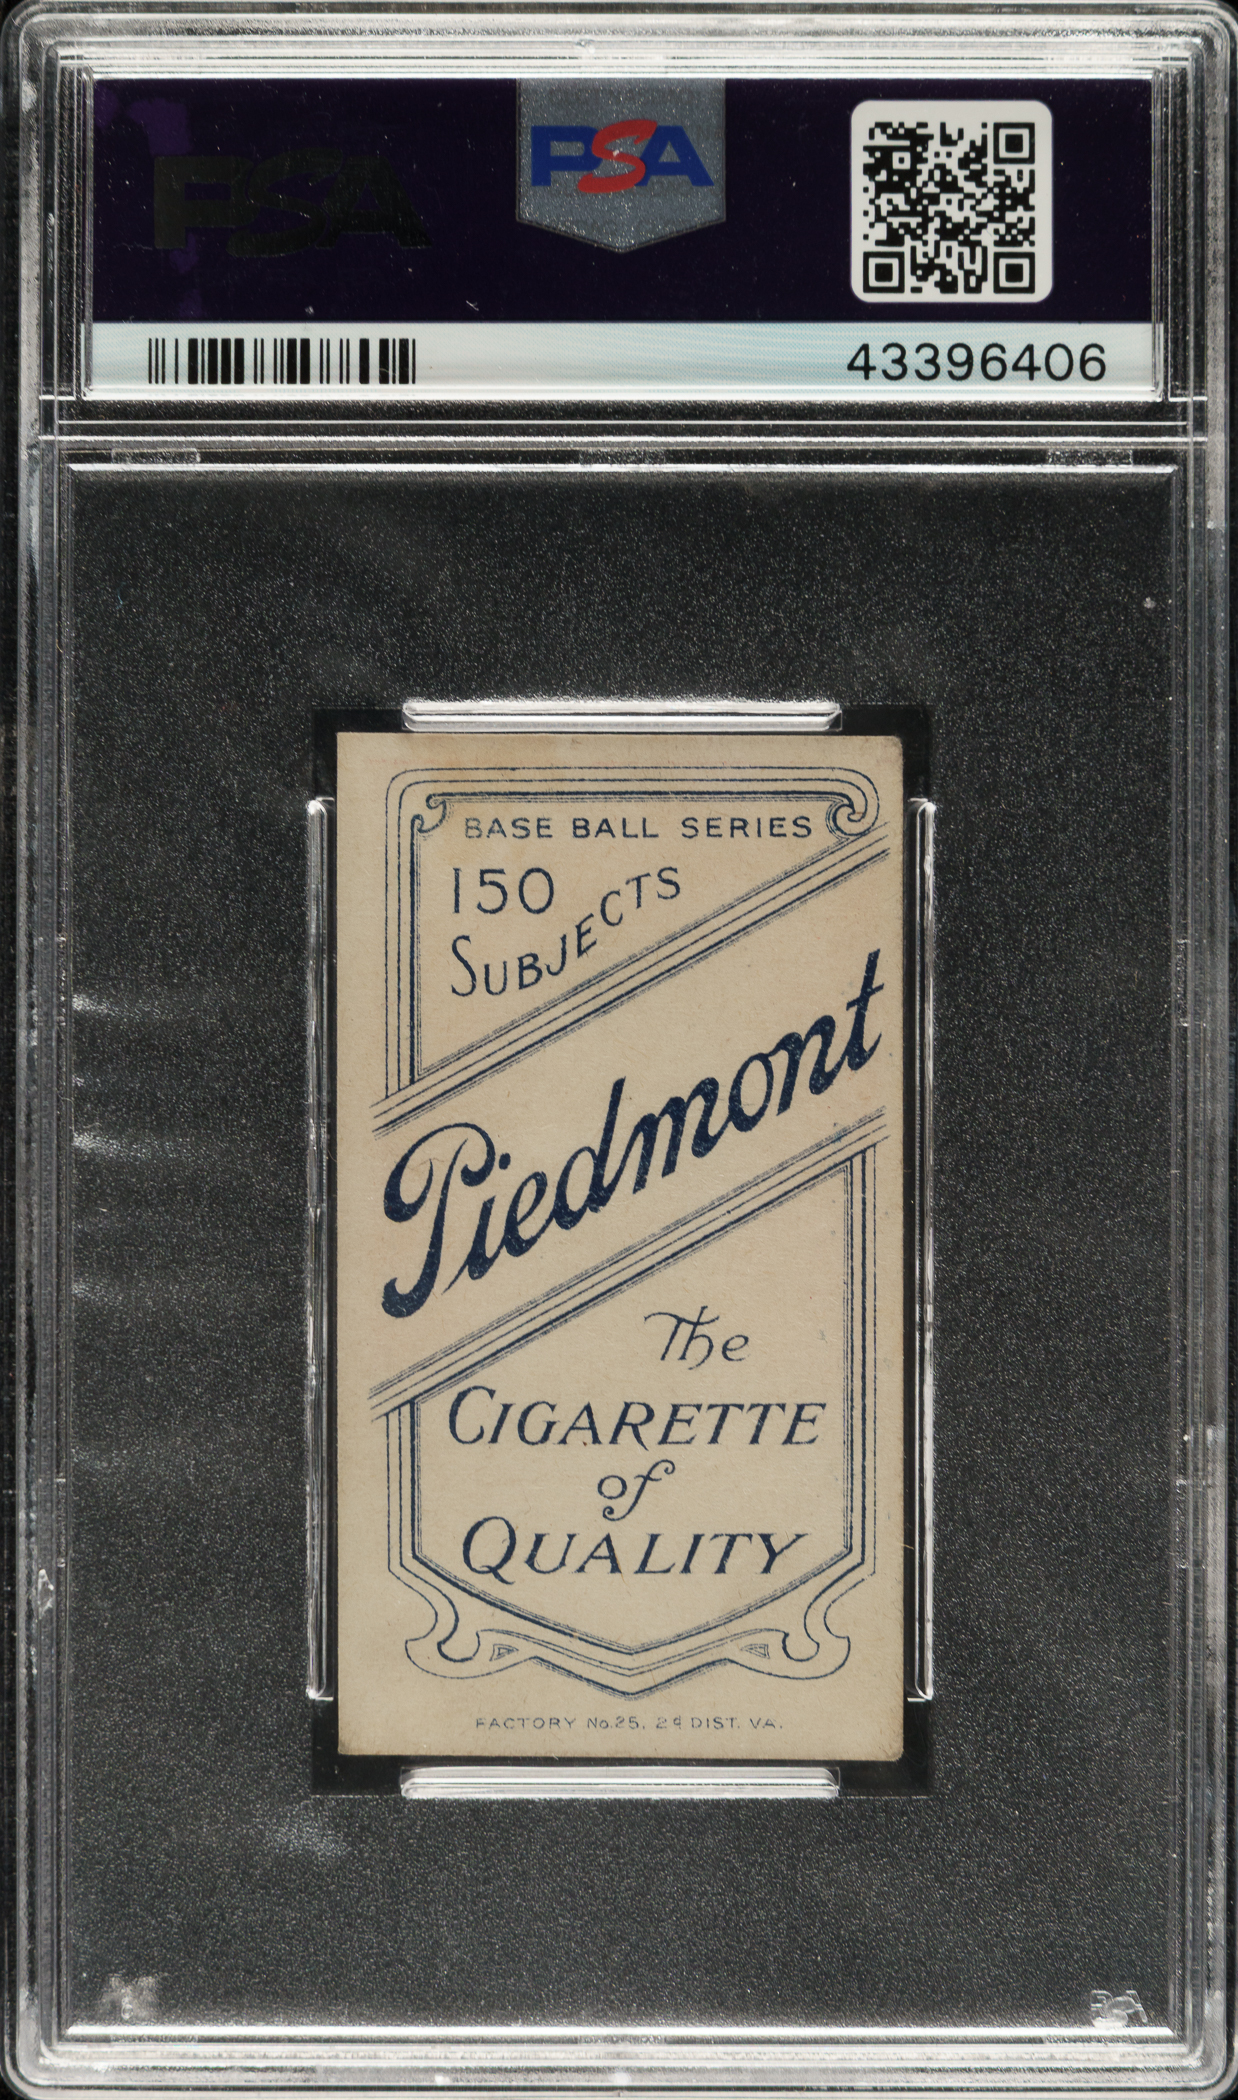 PSA
PSA
43396406
BASE BALL SERIES
150
SUBJECTS
Piedmont
The
CIGARETTE
of
QUALITY
FACTORY No. 25, 2d DIST. VA.
PSA